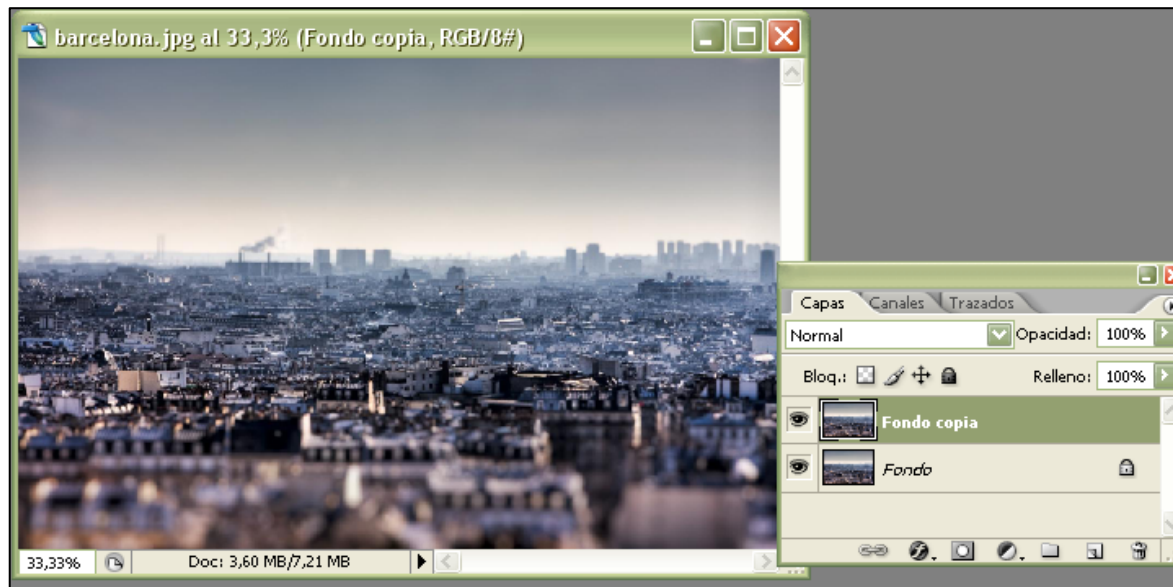 barcelona.jpg al 33,3% (Fondo copia, RGB/8#)
Capas Canales Trazados
Normal Opacidad: 100%
Bloq.: Relleno: 100%
Fondo copia
Fondo
33,33% Doc: 3,60 MB/7,21 MB